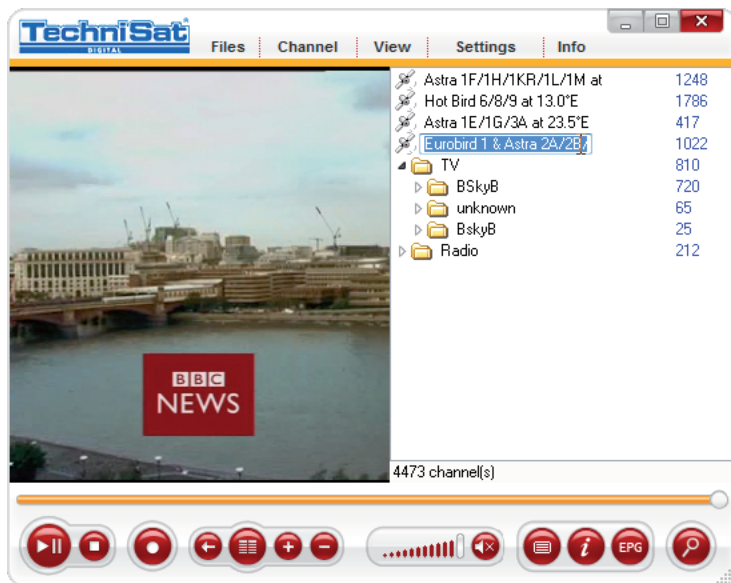 TechniSat
DIGITAL
Files Channel View Settings Info
Astra 1F/1H/1KR/1L/1M at 1248
Hot Bird 6/8/9 at 13.0°E 1786
Astra 1E/1G/3A at 23.5°E 417
Eurobird 1 & Astra 2A/2B/ 1022
TV 810
BSkyB 720
unknown 65
BskyB 25
Radio 212
BBC
NEWS
4473 channel(s)
i
EPG